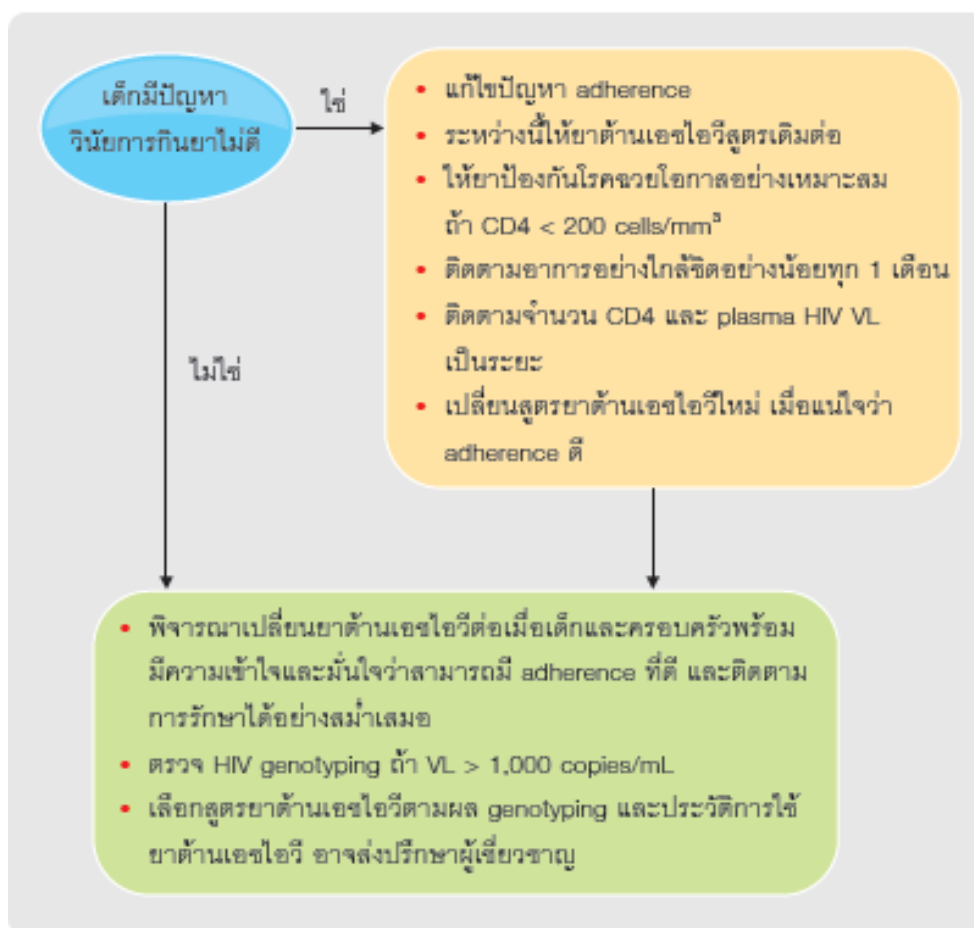 เด็กมีปัญหา
วินัยการกินยาไม่ดี
ใช่
• แก้ไขปัญหา adherence
• ระหว่างนี้ให้ยาต้านเอชไอวีสูตรเดิมต่อ
• ให้ยาป้องกันโรคฉวยโอกาสอย่างเหมาะสม
ถ้า CD4 < 200 cells/mm³
• ติดตามอาการอย่างใกล้ชิดอย่างน้อยทุก 1 เดือน
• ติดตามจำนวน CD4 และ plasma HIV VL
เป็นระยะ
• เปลี่ยนสูตรยาต้านเอชไอวีใหม่ เมื่อแน่ใจว่า
adherence ดี
ไม่ใช่
• พิจารณาเปลี่ยนยาต้านเอชไอวีต่อเมื่อเด็กและครอบครัวพร้อม
มีความเข้าใจและมั่นใจว่าสามารถมี adherence ที่ดี และติดตาม
การรักษาได้อย่างสม่ำเสมอ
• ตรวจ HIV genotyping ถ้า VL > 1,000 copies/mL
• เลือกสูตรยาต้านเอชไอวีตามผล genotyping และประวัติการใช้
ยาต้านเอชไอวี อาจส่งปรึกษาผู้เชี่ยวชาญ